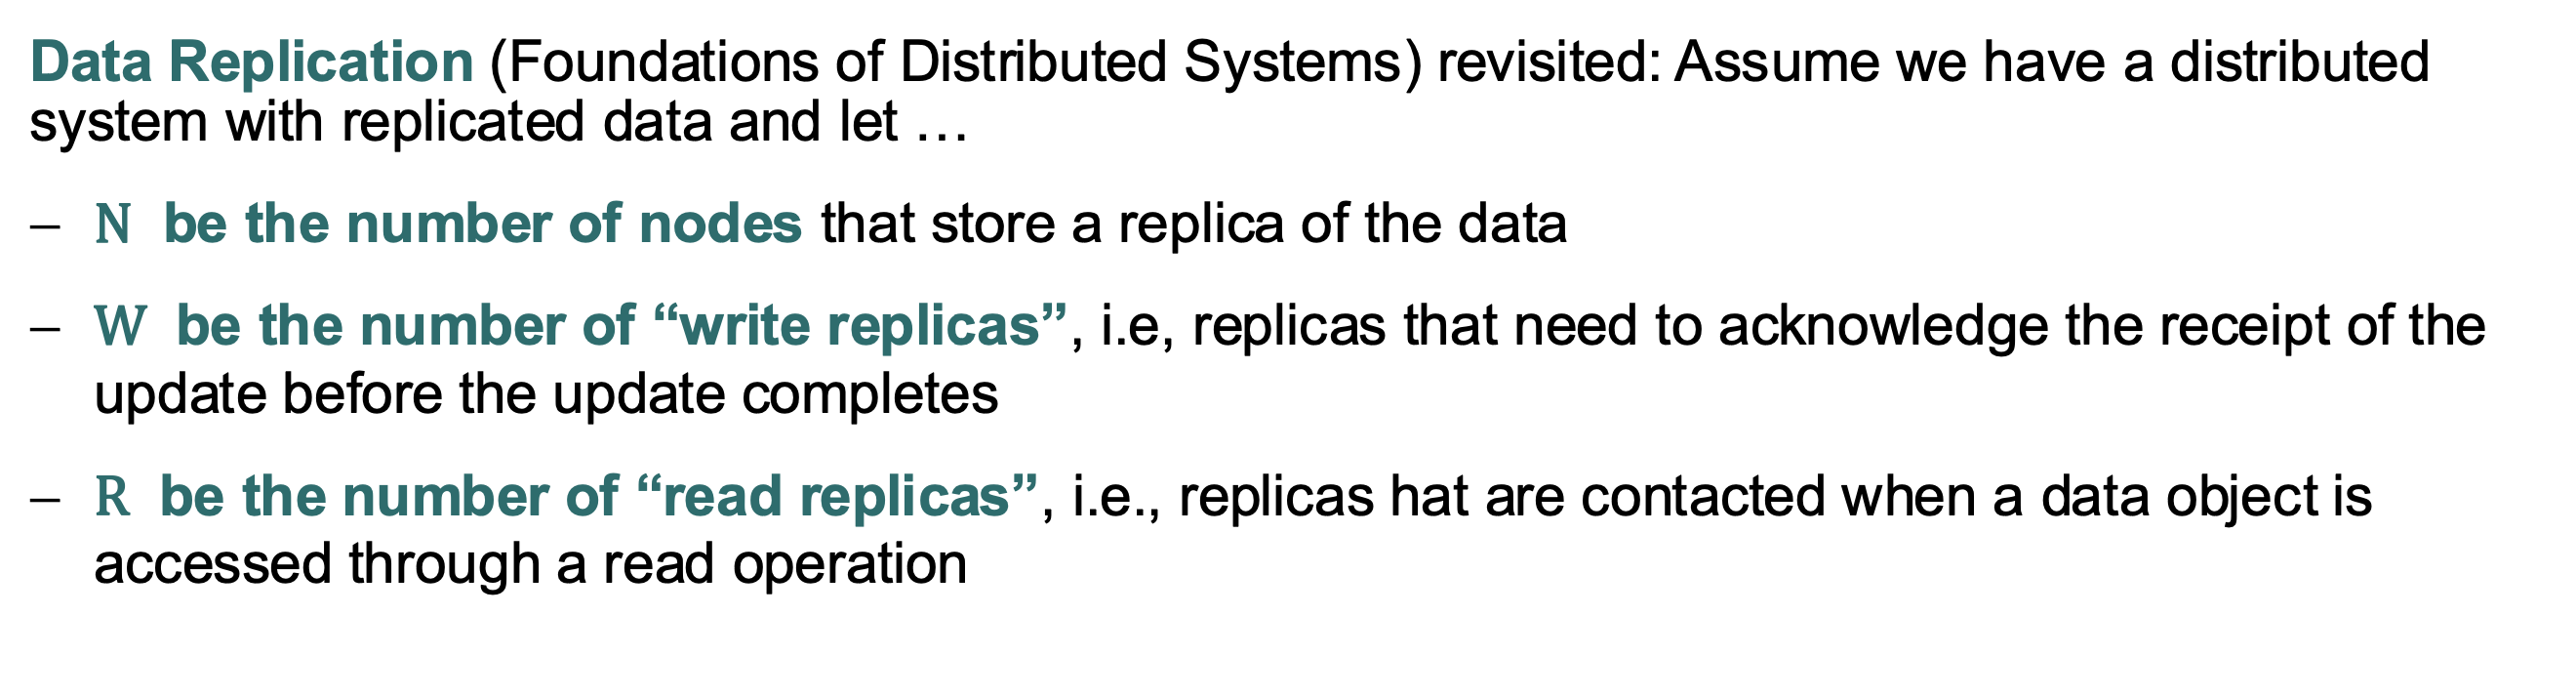 Data Replication (Foundations of Distributed Systems) revisited: Assume we have a distributed
system with replicated data and let …
– N be the number of nodes that store a replica of the data
– W be the number of “write replicas”, i.e, replicas that need to acknowledge the receipt of the
update before the update completes
– R be the number of “read replicas”, i.e., replicas hat are contacted when a data object is
accessed through a read operation